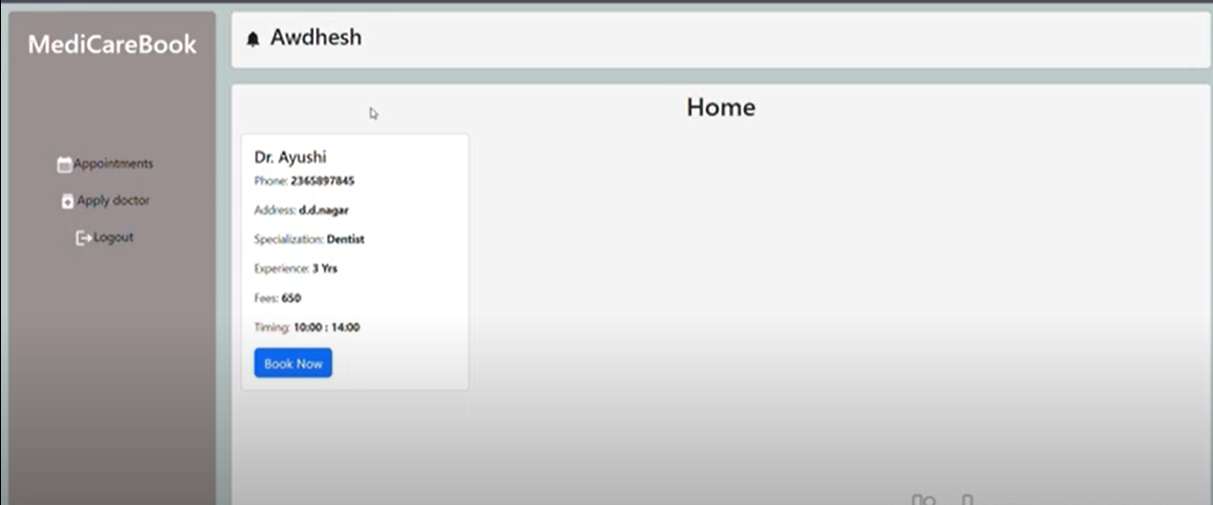 MediCareBook
Appointments
Apply doctor
Logout
Awdhesh
Home
Dr. Ayushi
Phone: 2365897845
Address: d.d.nagar
Specialization: Dentist
Experience: 3 Yrs
Fees: 650
Timing: 10:00 : 14:00
Book Now